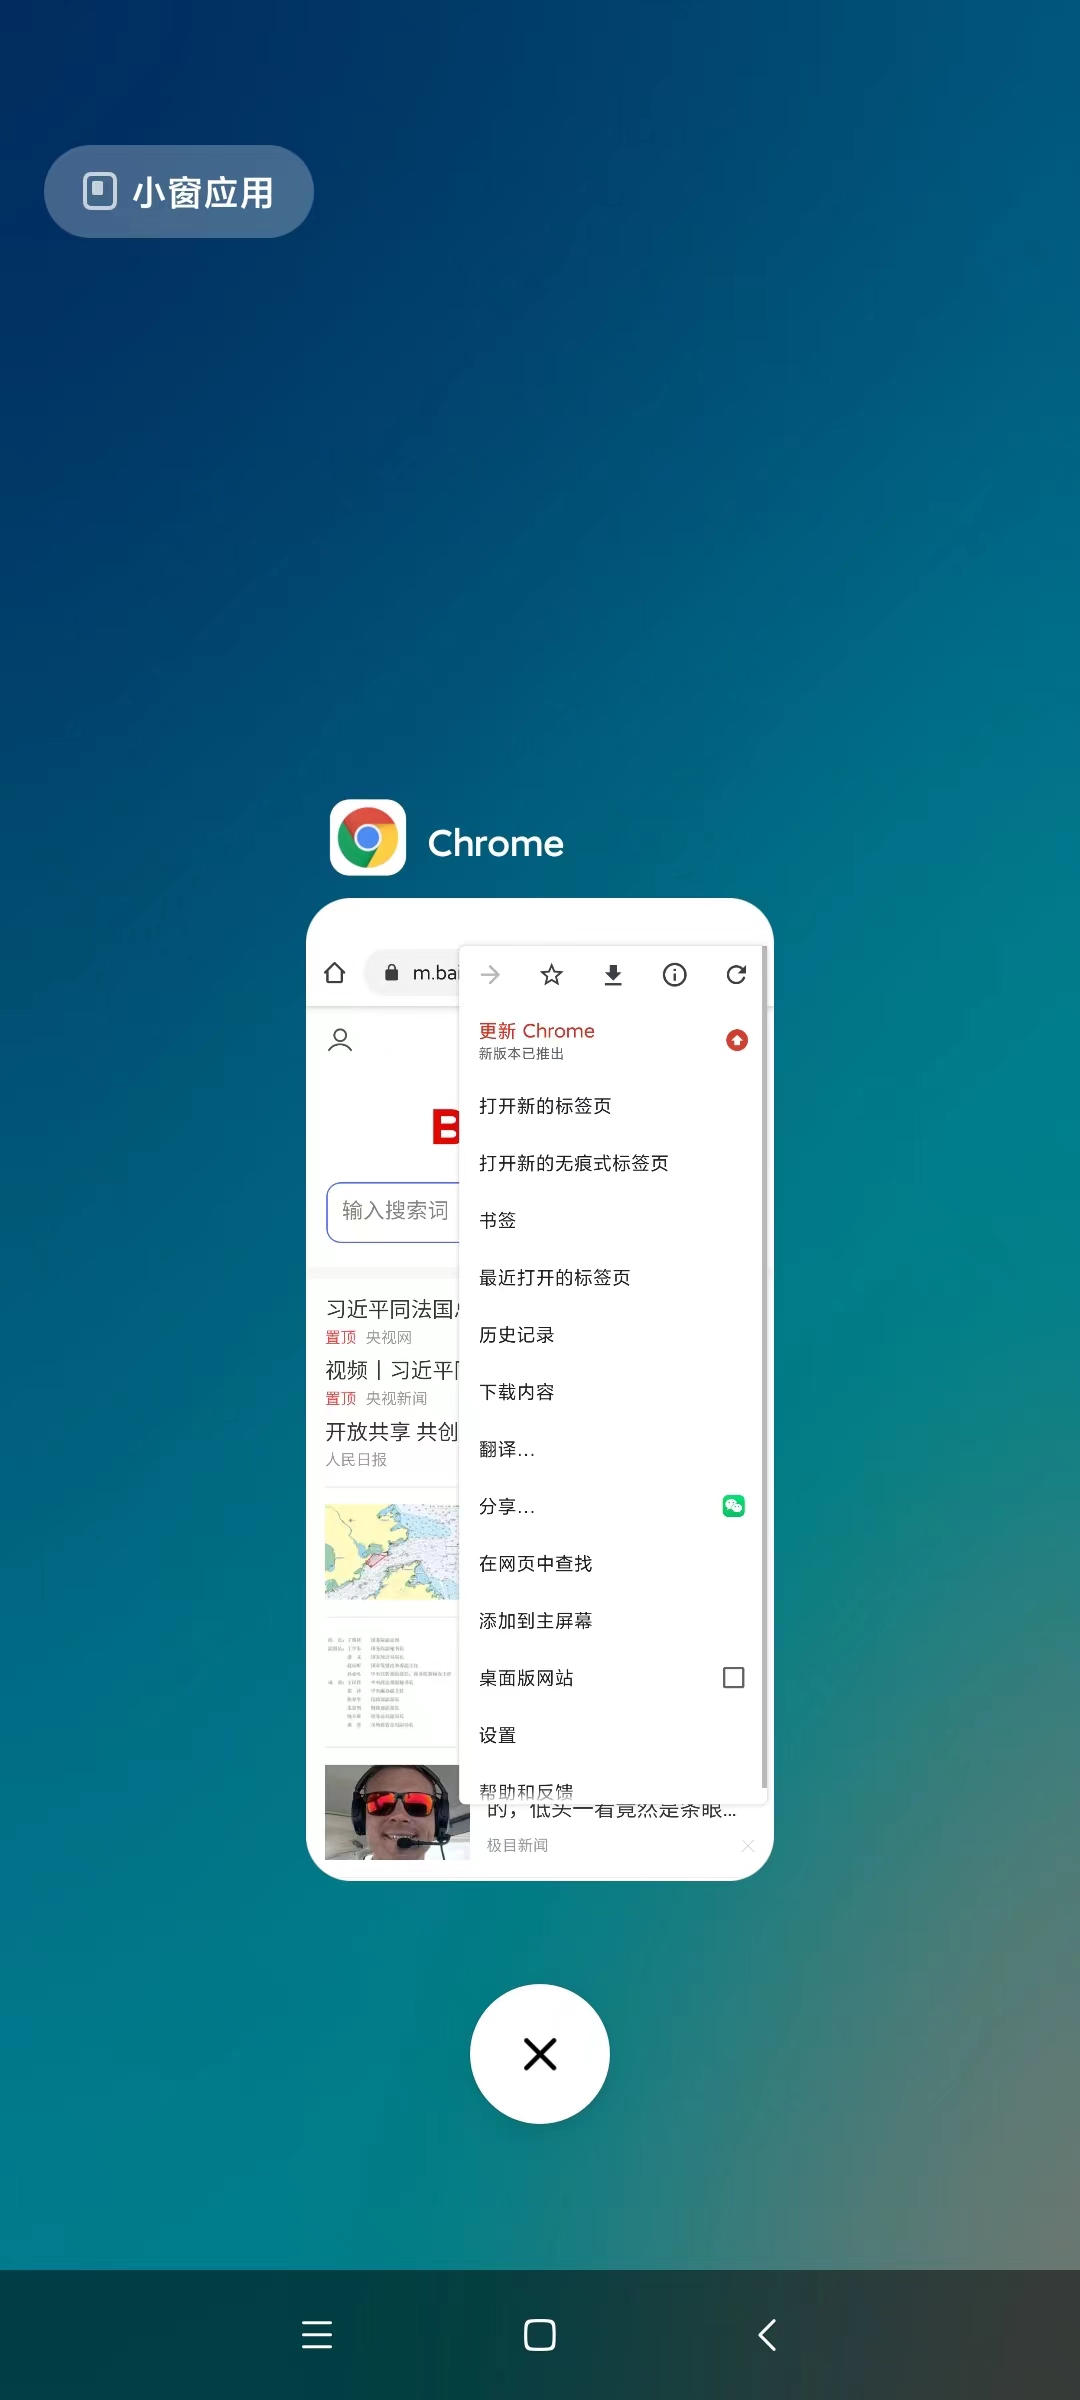 小窗应用
Chrome
m.bai
更新 Chrome
新版本已推出
打开新的标签页
打开新的无痕式标签页
B
书签
输入搜索词
最近打开的标签页
习近平同法国总
置顶 央视网
历史记录
视频丨习近平同
置顶 央视新闻
下载内容
开放共享 共创
人民日报
翻译...
分享...
在网页中查找
添加到主屏幕
桌面版网站
设置
帮助和反馈
的，低头一看竟然是条眼...
极目新闻